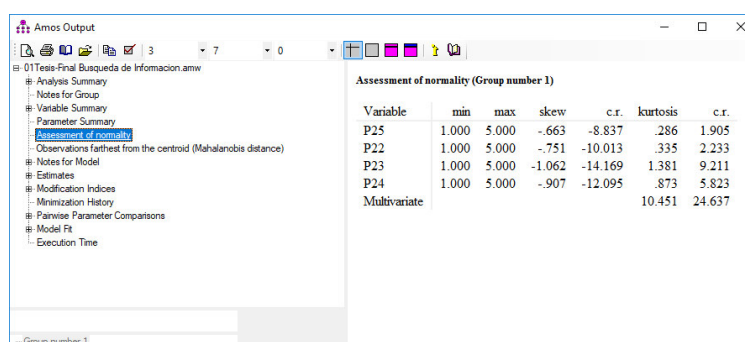 Amos Output
3 7 0
01Tesis-Final Busqueda de Informacion.amw
Analysis Summary
Notes for Group
Variable Summary
Parameter Summary
Assessment of normality
Observations farthest from the centroid (Mahalanobis distance)
Notes for Model
Estimates
Modification Indices
Minimization History
Pairwise Parameter Comparisons
Model Fit
Execution Time
Group number 1
Assessment of normality (Group number 1)
Variable min max skew c.r. kurtosis c.r.
P25 1.000 5.000 -.663 -8.837 .286 1.905
P22 1.000 5.000 -.751 -10.013 .335 2.233
P23 1.000 5.000 -1.062 -14.169 1.381 9.211
P24 1.000 5.000 -.907 -12.095 .873 5.823
Multivariate 10.451 24.637